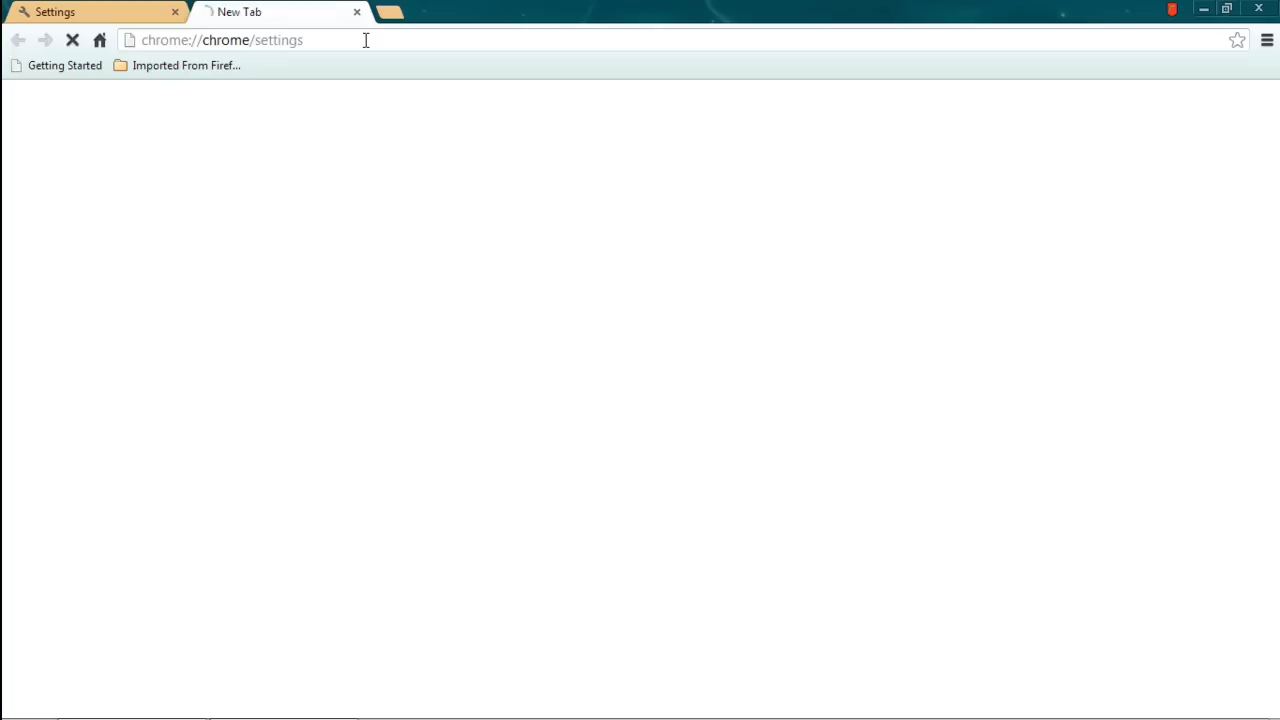 Settings
New Tab
chrome://chrome/settings
Getting Started
Imported From Firef...